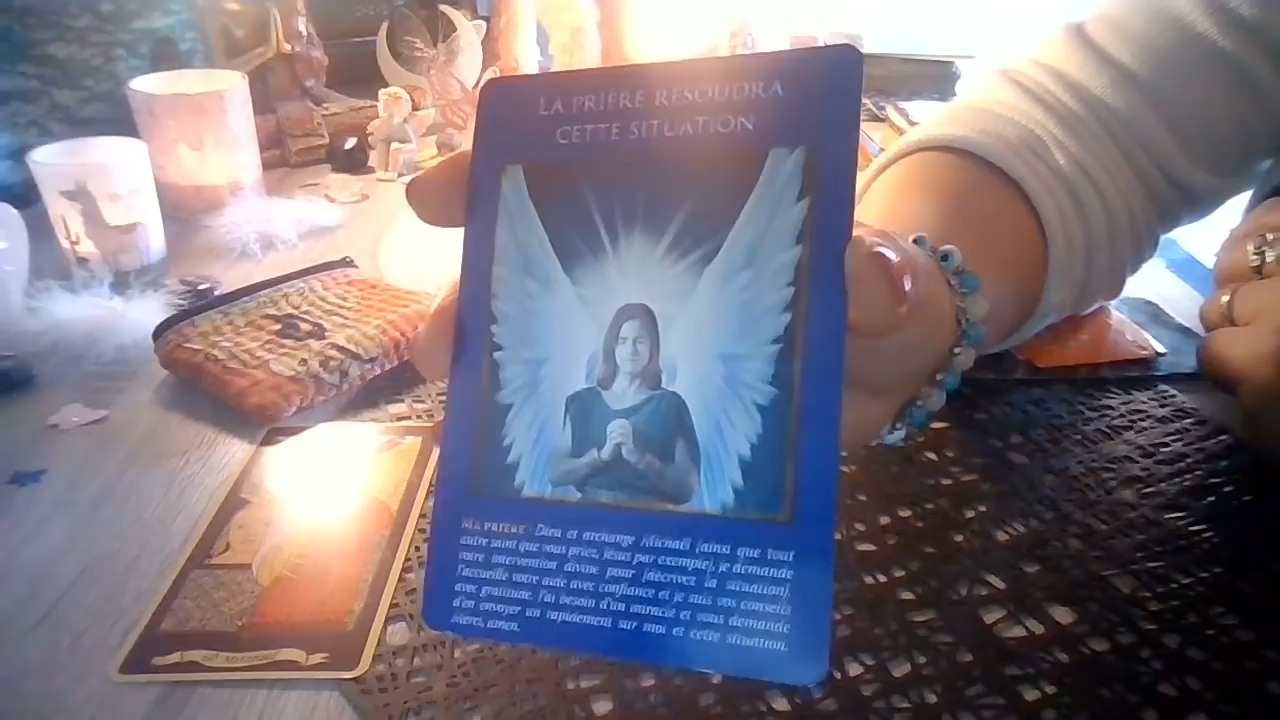 LA PRIÈRE RÉSOUDRA
CETTE SITUATION
MA PRIÈRE : Dieu et archange Michaël (ainsi que tout
autre saint que vous priez, Jésus par exemple), je demande
votre intervention divine pour [décrivez la situation].
J'accueille votre aide avec confiance et je suis vos conseils
avec gratitude. J'ai besoin d'un miracle et vous demande
d'en envoyer un rapidement sur moi et cette situation.
Merci, amen.